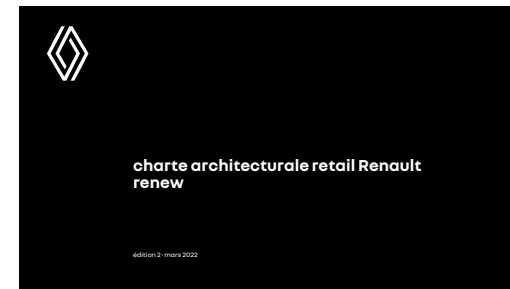 charte architecturale retail Renault
renew
édition 2 · mars 2022